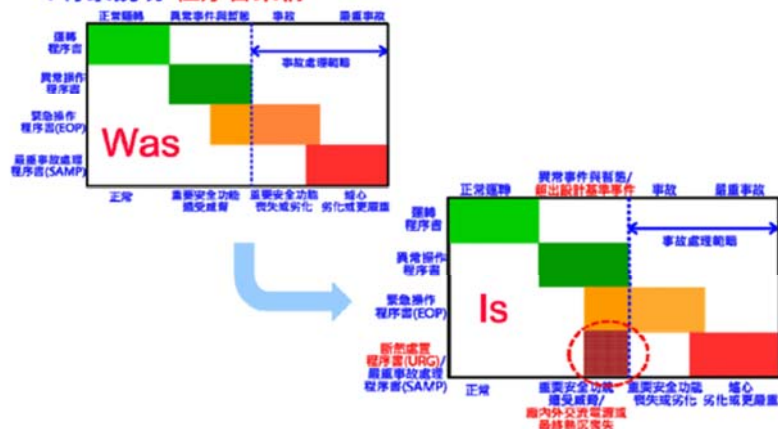 正常運轉 異常事件與暫態 事故 嚴重事故
運轉
程序書
事故處理範疇
異常操作
程序書
緊急操作
程序書(EOP)
Was
嚴重事故處理
程序書(SAMP)
正常 重要安全功能 重要安全功能 爐心
遭受威脅 喪失或劣化 劣化或更嚴重
異常事件與暫態/
正常運轉 超出設計基準事件 事故 嚴重事故
運轉
程序書
事故處理範疇
異常操作
程序書
緊急操作
程序書(EOP)
Is
斷然處置
程序書(URG)/
嚴重事故處理
程序書(SAMP)
正常 重要安全功能 重要安全功能 爐心
遭受威脅/ 喪失或劣化 劣化或更嚴重
廠內外交流電源或
最終熱沉喪失